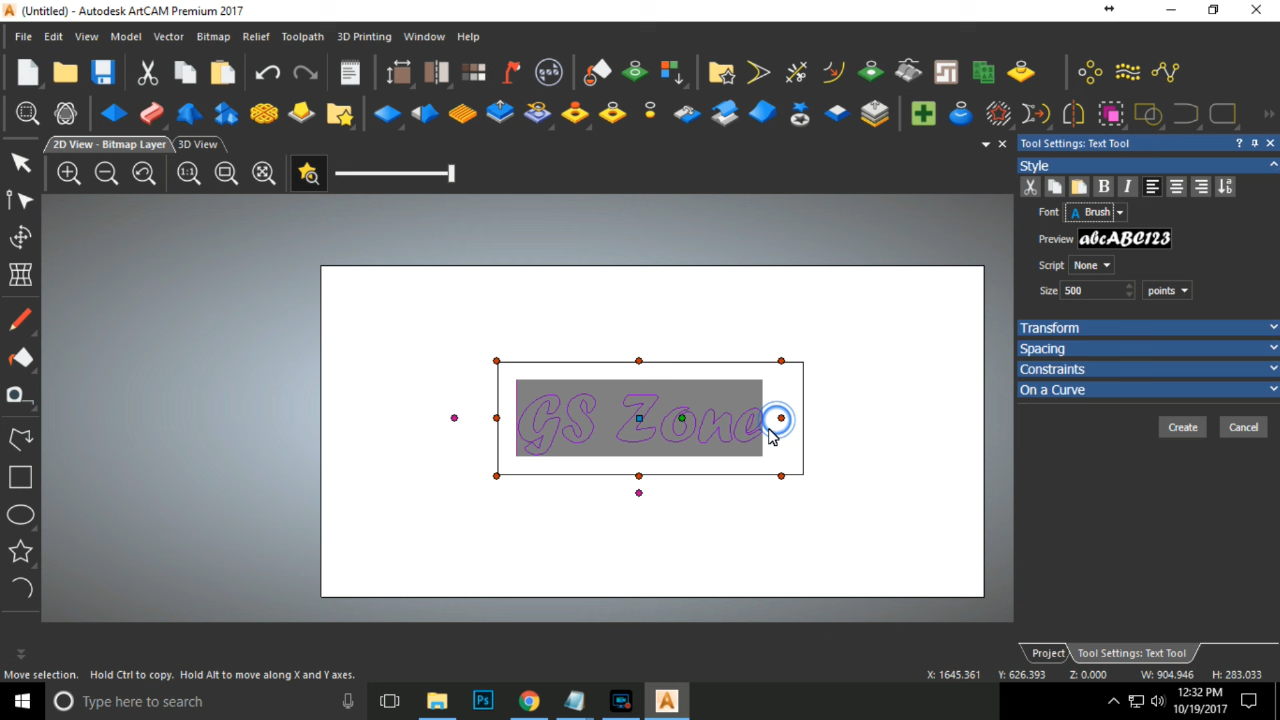 (Untitled) - Autodesk ArtCAM Premium 2017
File Edit View Model Vector Bitmap Relief Toolpath 3D Printing Window Help
2D View - Bitmap Layer 3D View
Tool Settings: Text Tool
Style
B I
Font A Brush
Preview abcABC123
Script None
Size 500 points
Transform
Spacing
Constraints
On a Curve
Create Cancel
1:1
GS Zone
Project Tool Settings: Text Tool
Move selection. Hold Ctrl to copy. Hold Alt to move along X and Y axes.
X: 1645.361 Y: 626.393 Z: 0.000 W: 904.946 H: 283.033
Type here to search
Ps
12:32 PM
10/19/2017